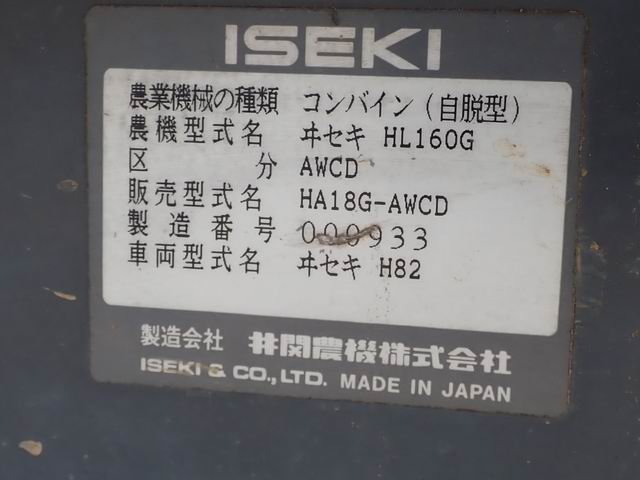 ISEKI
農業機械の種類 コンバイン(自脱型)
農機型式名 ヰセキ HL160G
区分 AWCD
販売型式名 HA18G-AWCD
製造番号 000933
車両型式名 ヰセキ H82
製造会社 井関農機株式会社
ISEKI & CO., LTD. MADE IN JAPAN